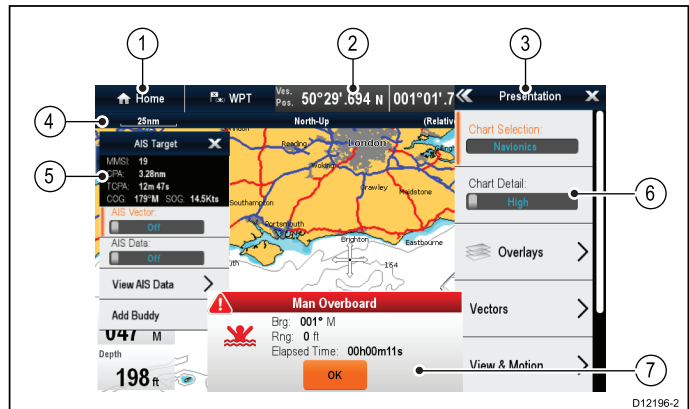 1
2
3
Home
WPT
Ves. Pos. 50°29'.694 N 001°01'.7
Presentation
4
25nm
North-Up
(Relativ
AIS Target
5
MMSI: 19
CPA: 3.28nm
TCPA: 12m 47s
COG 179°M SOG 14.5Kts
AIS Vector:
Off
AIS Data:
Off
View AIS Data
Add Buddy
047 M
Depth
198 ft
Reading
London
Woking
Crawley
Maidstone
Southampton
Portsmouth
Brighton
Eastbourne
164
Chart Selection:
Navionics
Chart Detail:
High
6
Overlays
Vectors
View & Motion
Man Overboard
Brg: 001° M
Rng: 0 ft
Elapsed Time: 00h00m11s
OK
7
D12196-2